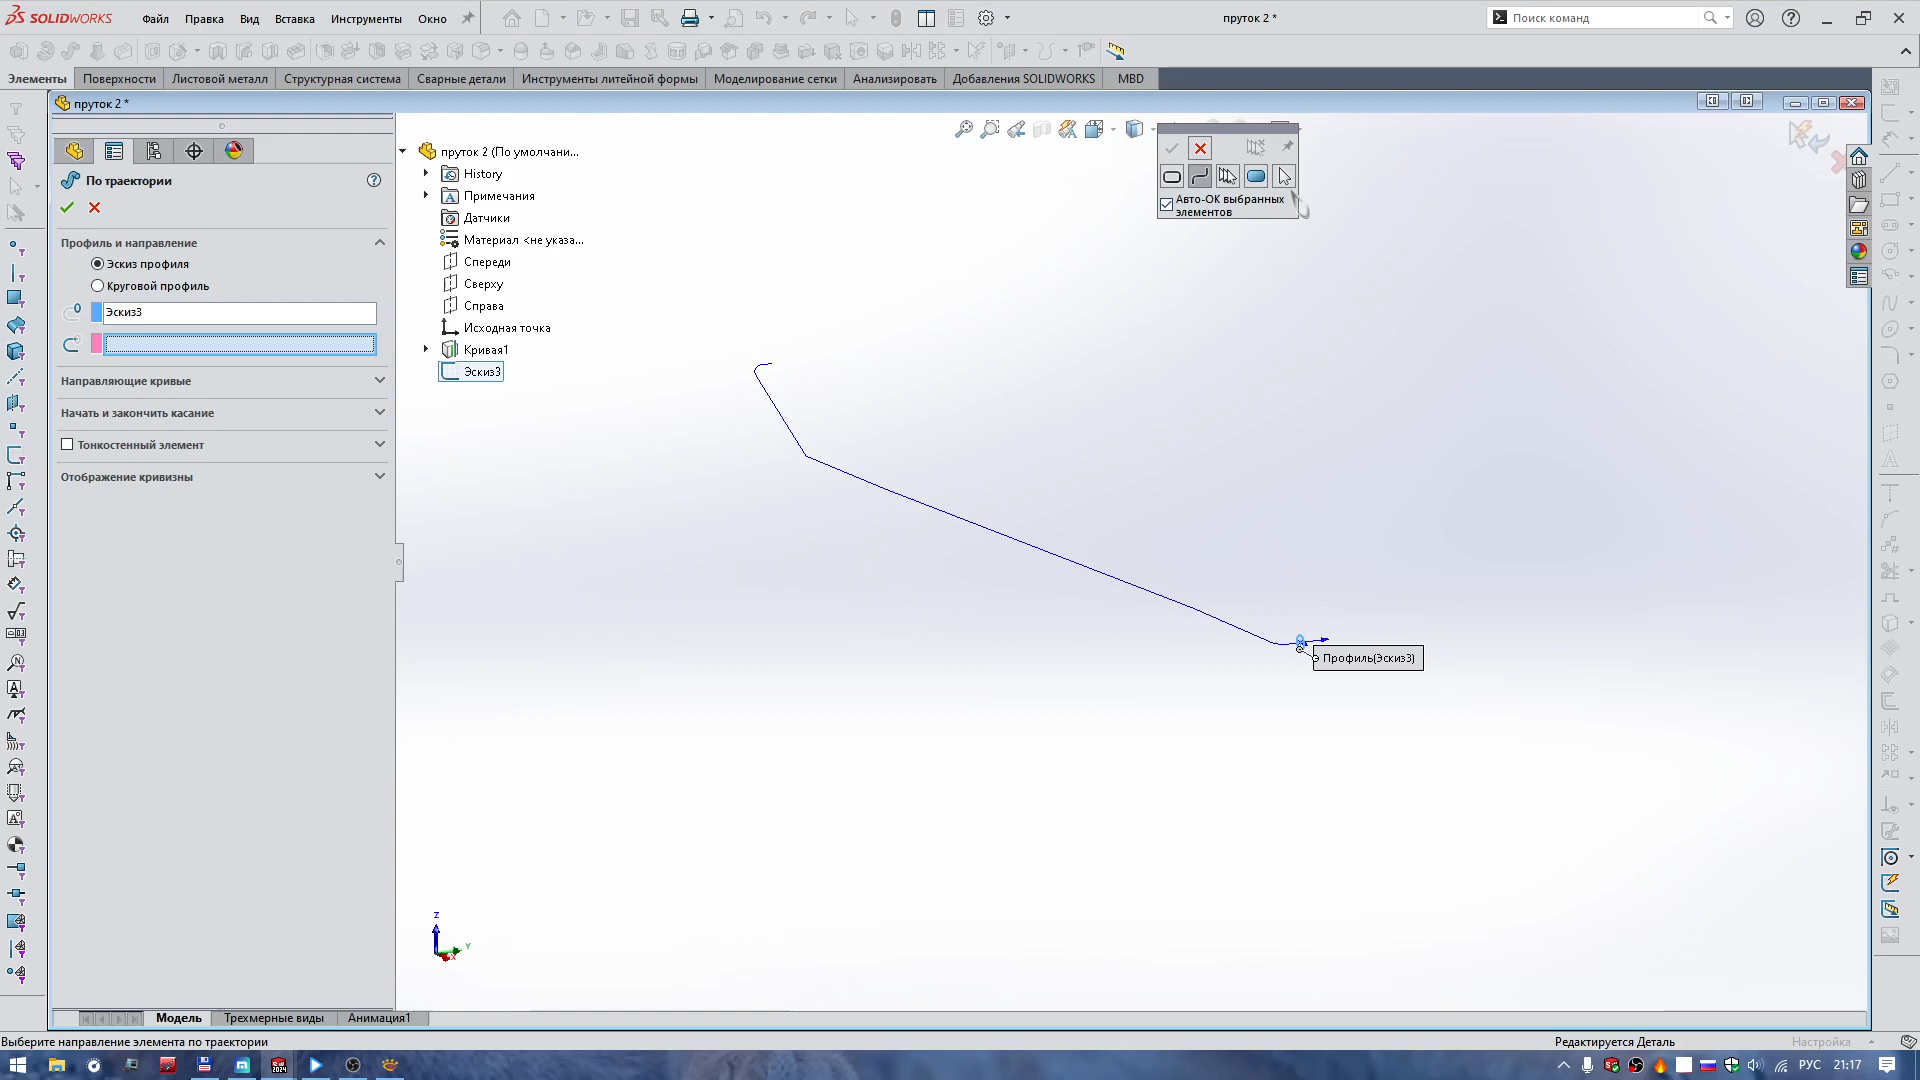 SOLIDWORKS
Файл
Правка
Вид
Вставка
Инструменты
Окно
пруток 2 *
Поиск команд
Элементы
Поверхности
Листовой металл
Структурная система
Сварные детали
Инструменты литейной формы
Моделирование сетки
Анализировать
Добавления SOLIDWORKS
MBD
пруток 2 *
По траектории
Профиль и направление
Эскиз профиля
Круговой профиль
Эскиз3
Направляющие кривые
Начать и закончить касание
Тонкостенный элемент
Отображение кривизны
пруток 2 (По умолчани...
History
Примечания
Датчики
Материал <не указа...
Спереди
Сверху
Справа
Исходная точка
Кривая1
Эскиз3
Авто-ОК выбранных
элементов
Профиль(Эскиз3)
Z
Y
X
Модель
Трехмерные виды
Анимация1
Выберите направление элемента по траектории
Редактируется Деталь
Настройка
РУС
21:17